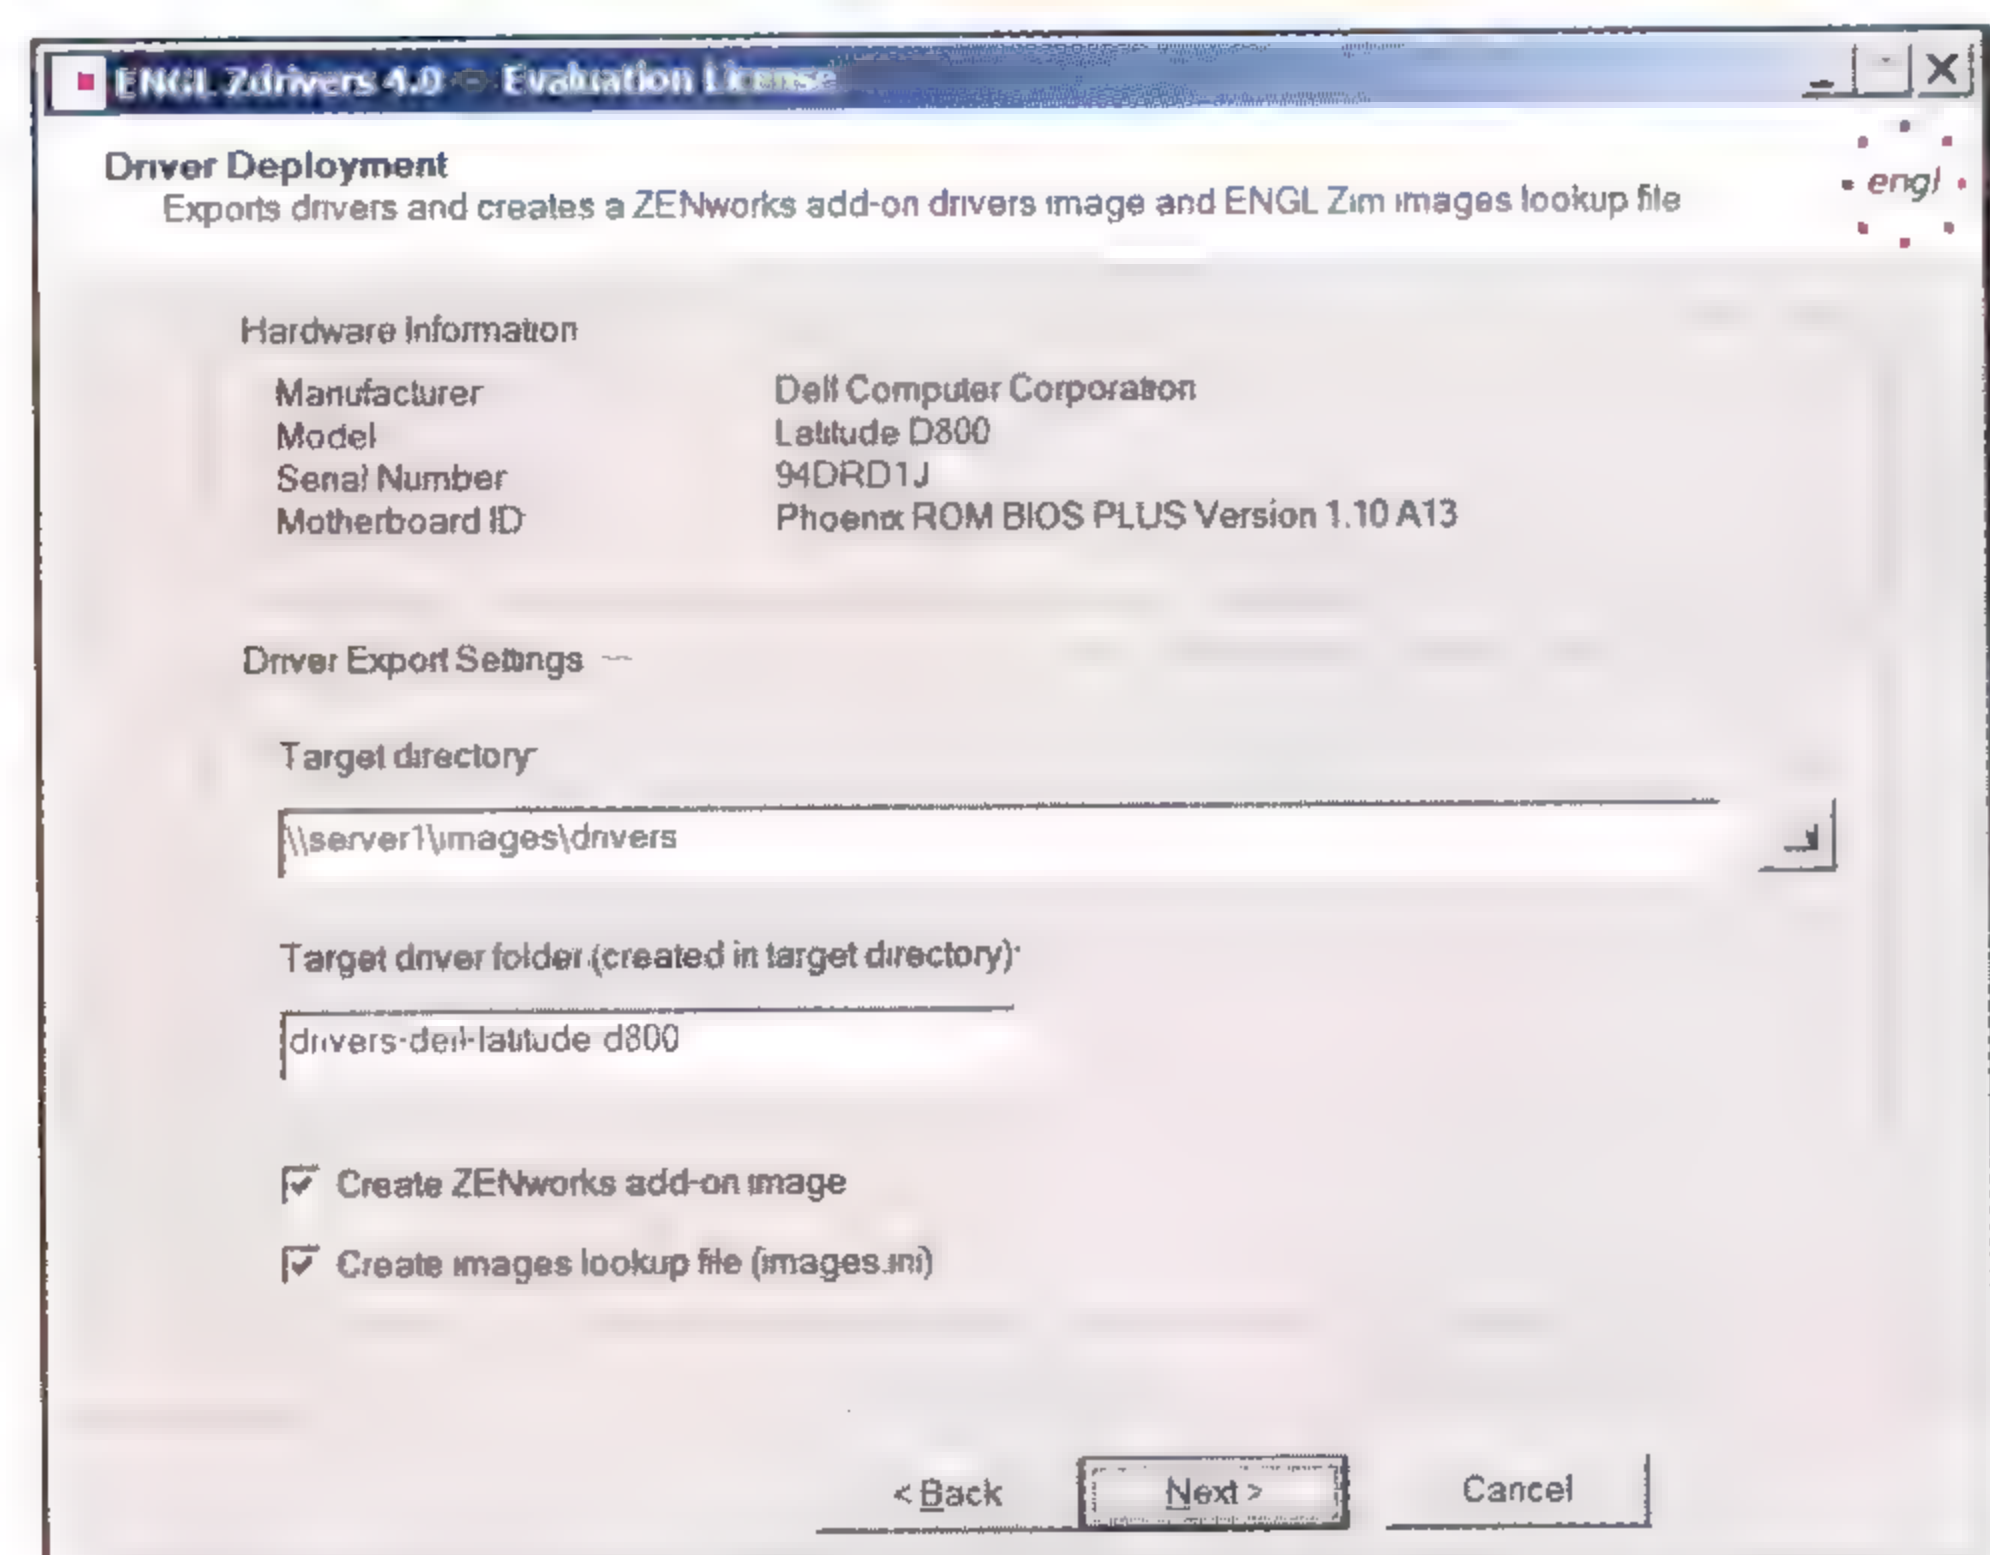 ENGL Zdrivers 4.0 - Evaluation License
Driver Deployment
Exports drivers and creates a ZENworks add-on drivers image and ENGL Zim images lookup file
engl
Hardware Information
Manufacturer Dell Computer Corporation
Model Latitude D800
Serial Number 94DRD1J
Motherboard ID Phoenix ROM BIOS PLUS Version 1.10 A13
Driver Export Settings
Target directory
\\server1\images\drivers
Target driver folder (created in target directory):
drivers-dell-latitude d800
Create ZENworks add-on image
Create images lookup file (images.ini)
< Back Next > Cancel